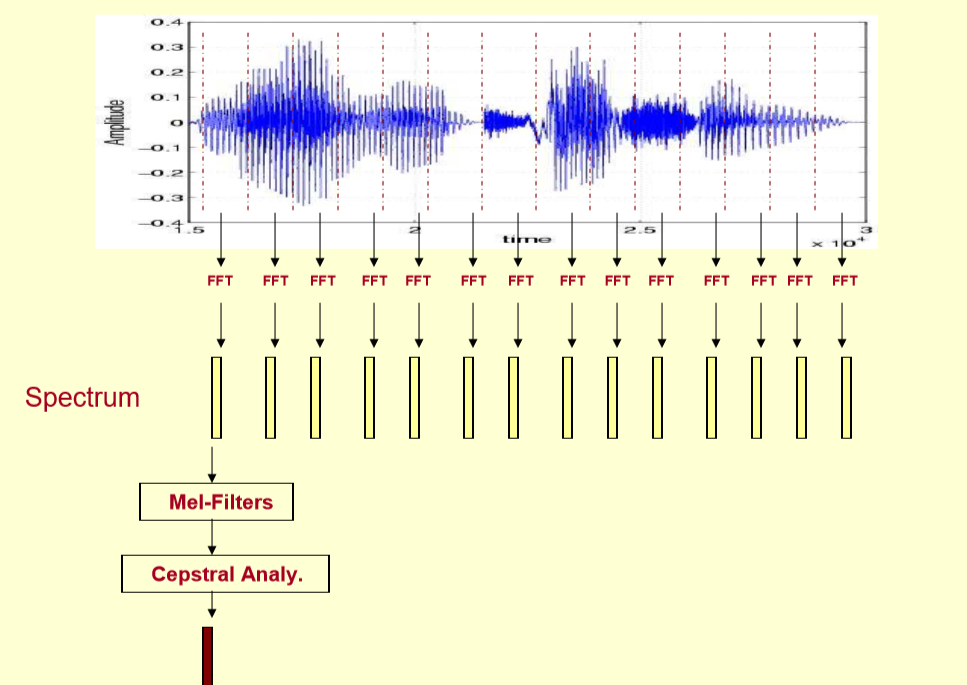 0.4
0.3
0.2
0.1
0
−0.1
−0.2
−0.3
−0.4
Amplitude
1.5 2 2.5 3
time
x 10⁴
FFT FFT FFT FFT FFT FFT FFT FFT FFT FFT FFT FFT FFT FFT
Spectrum
Mel-Filters
Cepstral Analy.